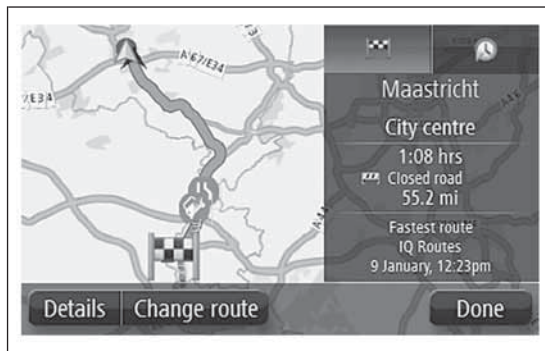 A67/E34
/E34
Maastricht
City centre
1:08 hrs
Closed road
55.2 mi
Fastest route
IQ Routes
9 January, 12:23pm
Details
Change route
Done